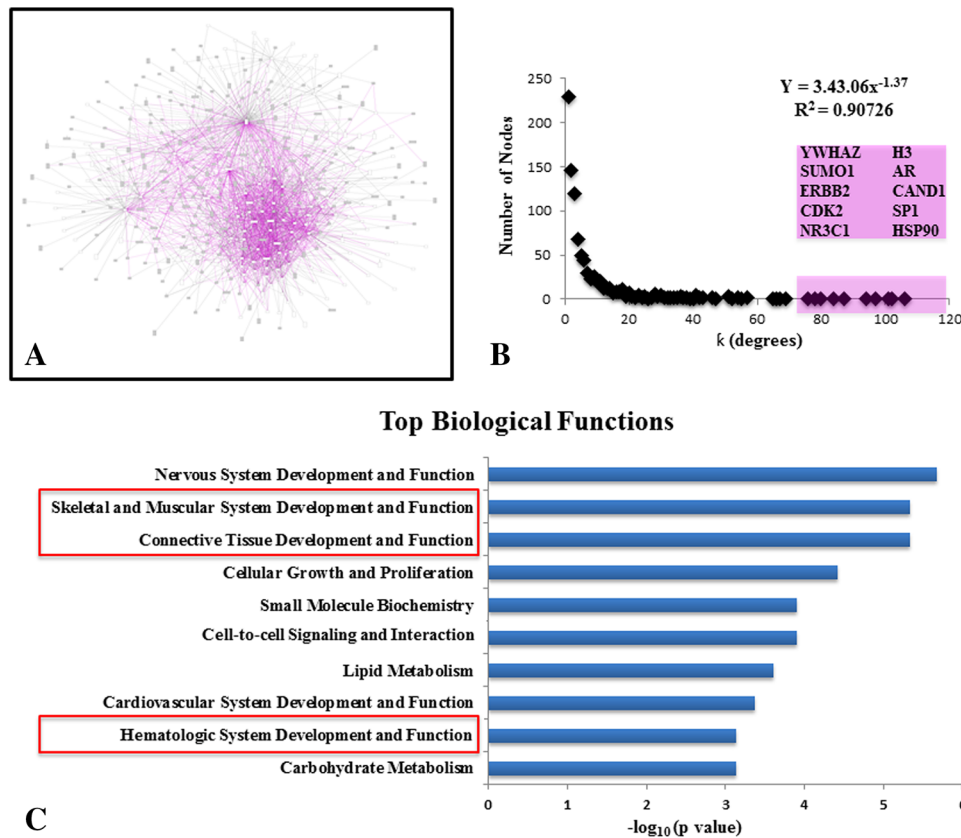 A
Y = 3.43.06x^-1.37
R^2 = 0.90726
YWHAZ H3
SUMO1 AR
ERBB2 CAND1
CDK2 SP1
NR3C1 HSP90
Number of Nodes
250
200
150
100
50
0
0 20 40 60 80 100 120
k (degrees)
B
Top Biological Functions
Nervous System Development and Function
Skeletal and Muscular System Development and Function
Connective Tissue Development and Function
Cellular Growth and Proliferation
Small Molecule Biochemistry
Cell-to-cell Signaling and Interaction
Lipid Metabolism
Cardiovascular System Development and Function
Hematologic System Development and Function
Carbohydrate Metabolism
0 1 2 3 4 5 6
-log10 (p value)
C